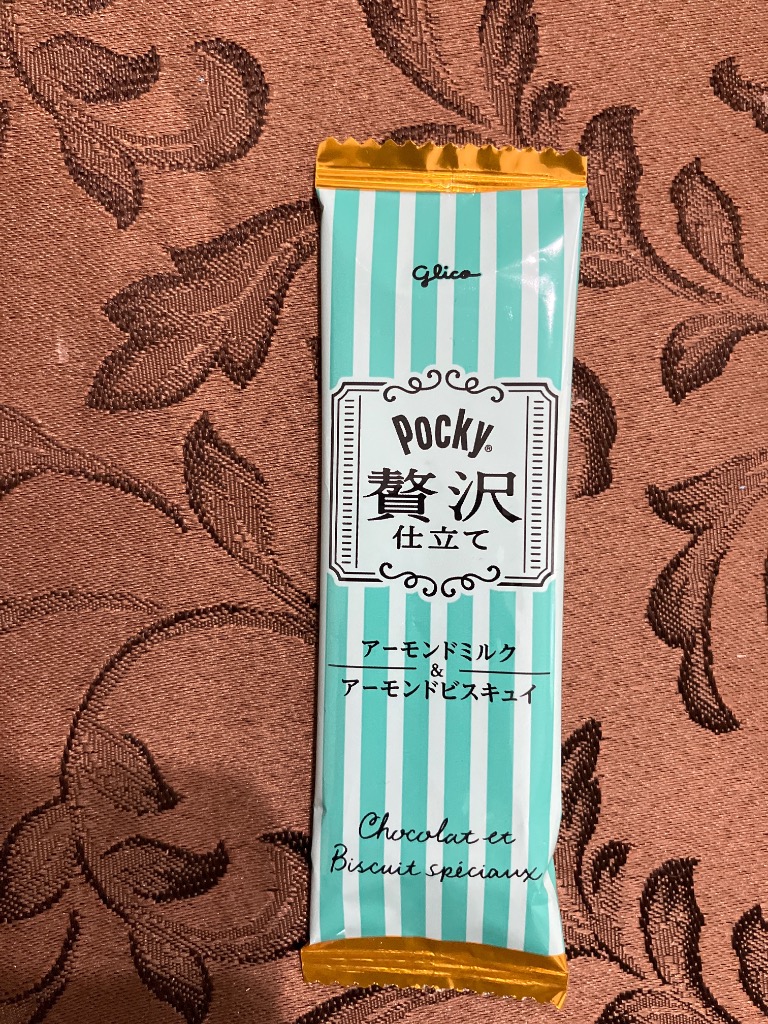 Glico
Pocky®
贅沢
仕立て
アーモンドミルク
&
アーモンドビスキュイ
Chocolat et
Biscuit spéciaux